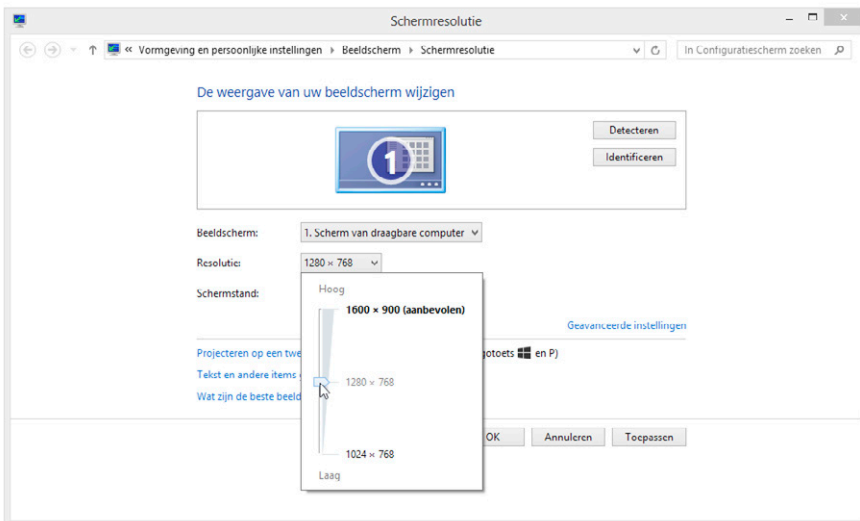 Schermresolutie
« Vormgeving en persoonlijke instellingen ▸ Beeldscherm ▸ Schermresolutie
In Configuratiescherm zoeken
De weergave van uw beeldscherm wijzigen
1
Detecteren
Identificeren
Beeldscherm: 1. Scherm van draagbare computer
Resolutie: 1280 × 768
Schermstand:
Hoog
1600 × 900 (aanbevolen)
1280 × 768
1024 × 768
Laag
Geavanceerde instellingen
Projecteren op een twe
gotoets en P)
Tekst en andere items
Wat zijn de beste beeld
OK Annuleren Toepassen